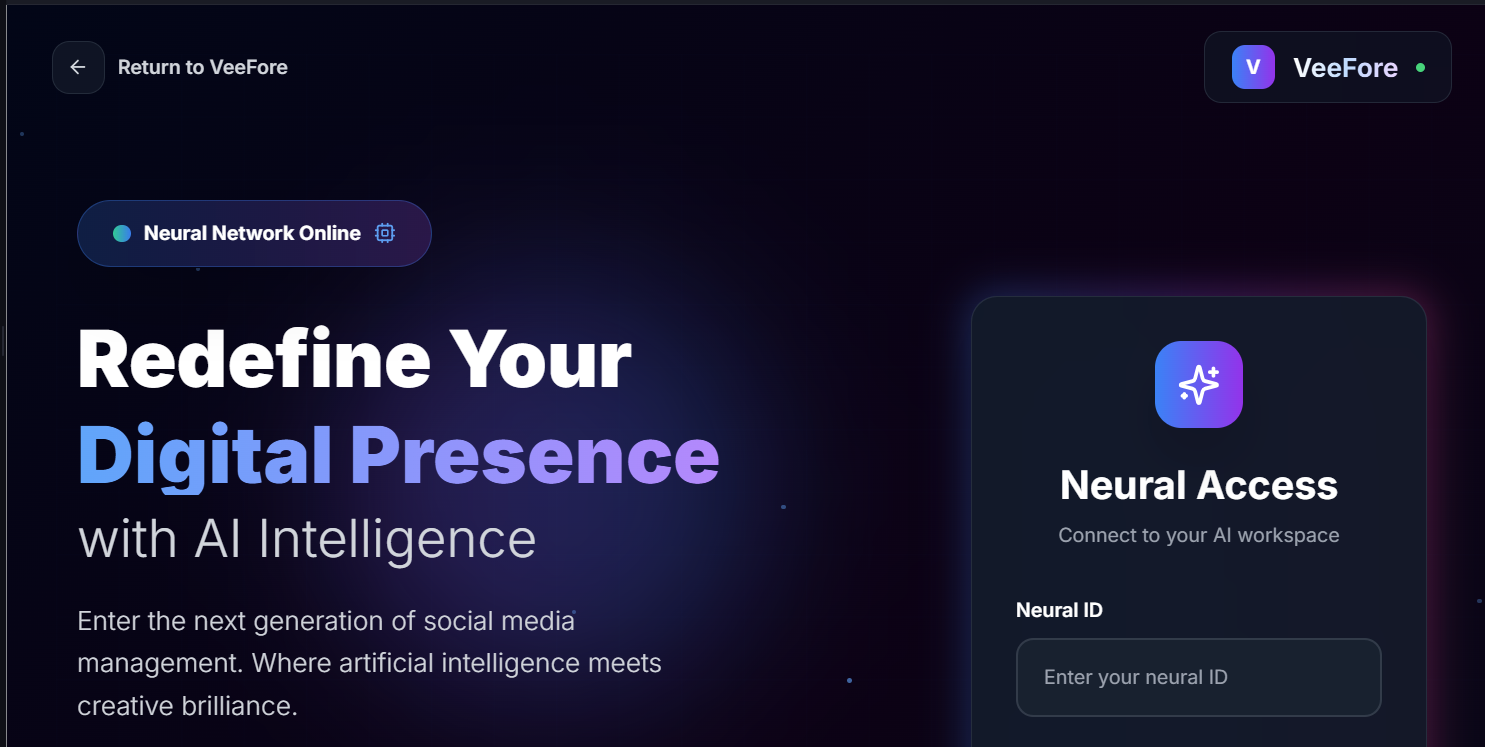 Return to VeeFore
V VeeFore
Neural Network Online
Redefine Your
Digital Presence
with AI Intelligence
Enter the next generation of social media
management. Where artificial intelligence meets
creative brilliance.
Neural Access
Connect to your AI workspace
Neural ID
Enter your neural ID